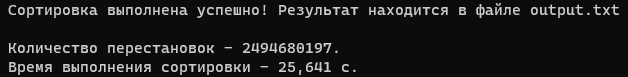 Сортировка выполнена успешно! Результат находится в файле output.txt
Количество перестановок – 2494680197.
Время выполнения сортировки – 25,641 с.